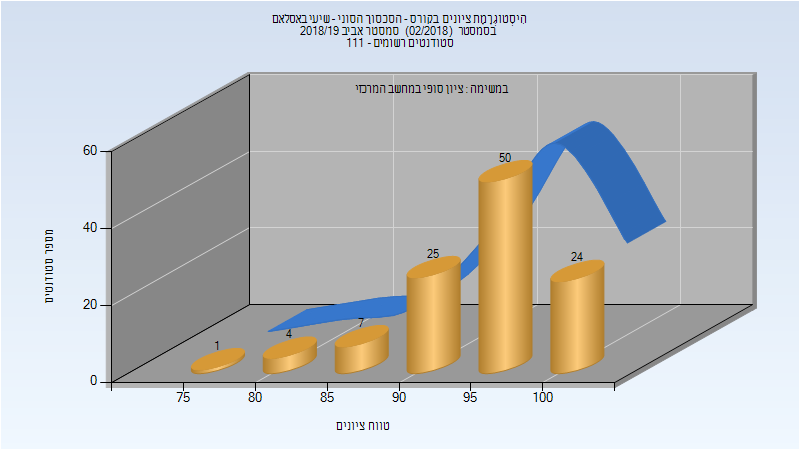 היסטוגרמת ציונים בקורס - הסכסוך הסוני - שיעי באסלאם
בסמסטר (02/2018) סמסטר אביב 2018/19
סטודנטים רשומים - 111
במשימה : ציון סופי במחשב המרכזי
מספר סטודנטים
60
40
20
0
1
4
7
25
50
24
75
80
85
90
95
100
טווח ציונים